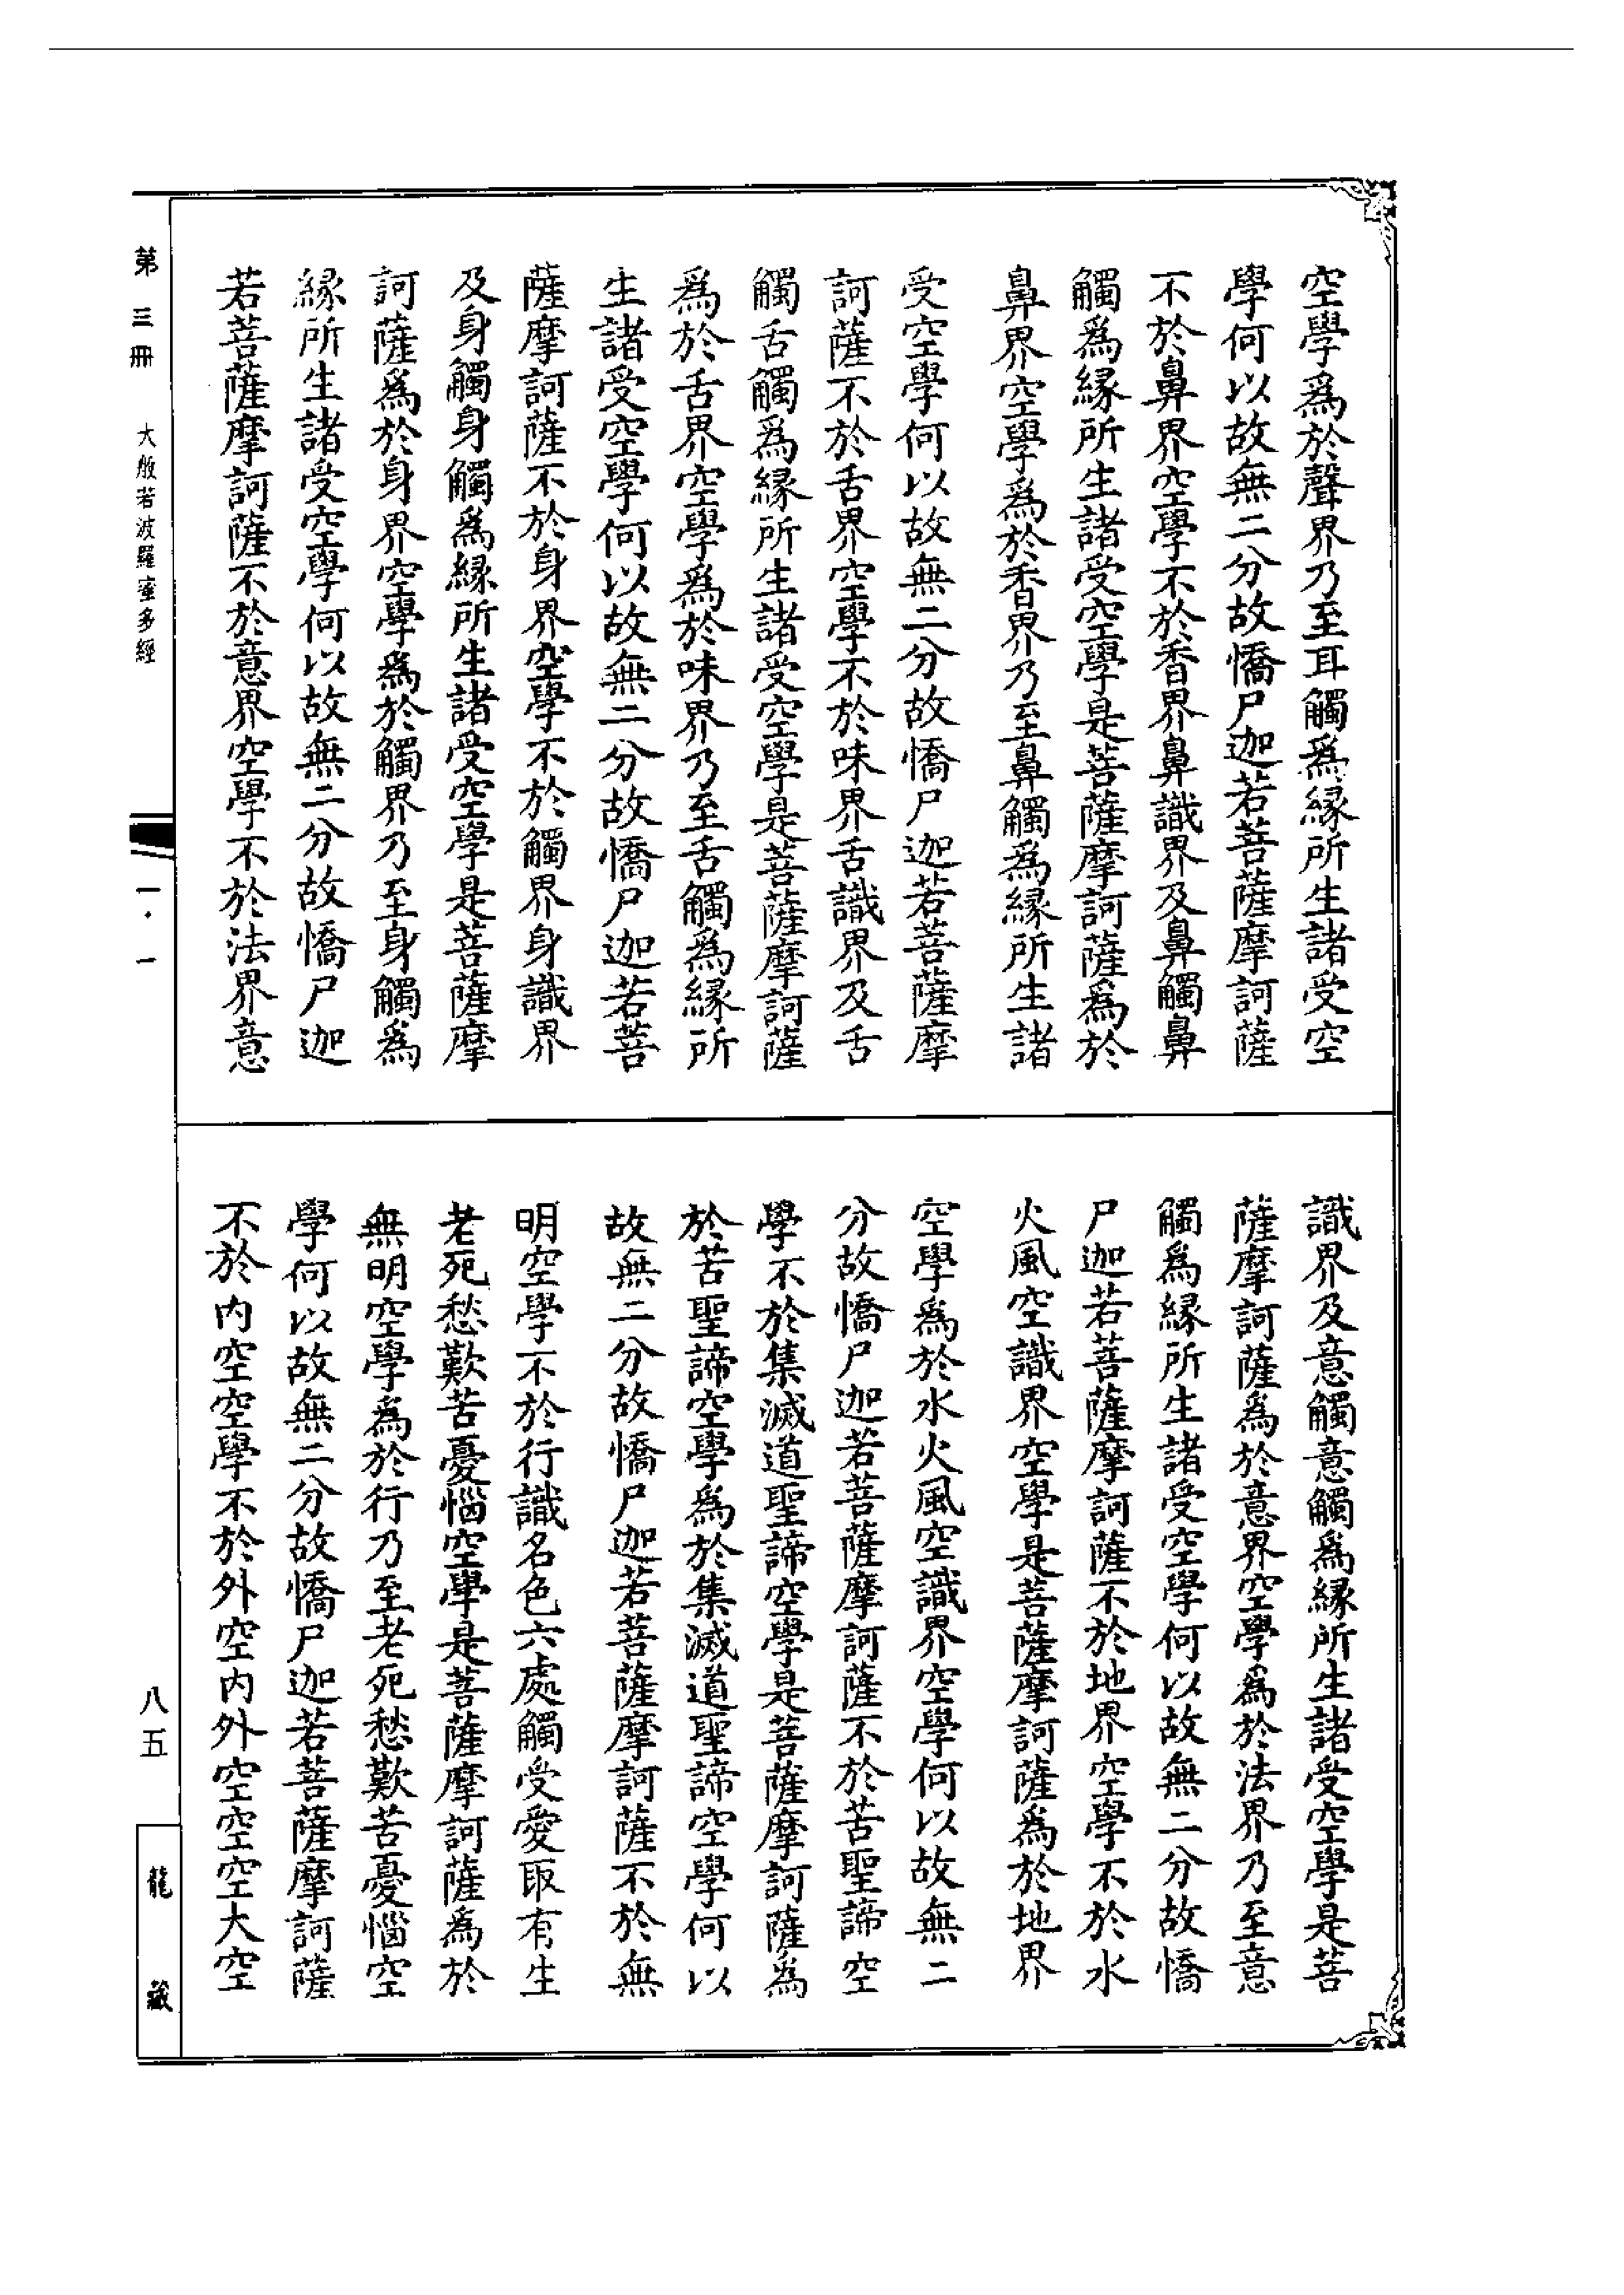 空學爲於聲界乃至耳觸爲緣所生諸受空
學何以故無二分故憍尸迦若菩薩摩訶薩
不於鼻界空學不於香界鼻識界及鼻觸鼻
觸爲緣所生諸受空學是菩薩摩訶薩爲於
鼻界空學爲於香界乃至鼻觸爲緣所生諸
受空學何以故無二分故憍尸迦若菩薩摩
訶薩不於舌界空學不於味界舌識界及舌
觸舌觸爲緣所生諸受空學是菩薩摩訶薩
爲於舌界空學爲於味界乃至舌觸爲緣所
生諸受空學何以故無二分故憍尸迦若菩
薩摩訶薩不於身界空學不於觸界身識界
及身觸身觸爲緣所生諸受空學是菩薩摩
訶薩爲於身界空學爲於觸界乃至身觸爲
緣所生諸受空學何以故無二分故憍尸迦
若菩薩摩訶薩不於意界空學不於法界意
識界及意觸意觸爲緣所生諸受空學是菩
薩摩訶薩爲於意界空學爲於法界乃至意
觸爲緣所生諸受空學何以故無二分故憍
尸迦若菩薩摩訶薩不於地界空學不於水
火風空識界空學是菩薩摩訶薩爲於地界
空學爲於水火風空識界空學何以故無二
分故憍尸迦若菩薩摩訶薩不於苦聖諦空
學不於集滅道聖諦空學是菩薩摩訶薩爲
於苦聖諦空學爲於集滅道聖諦空學何以
故無二分故憍尸迦若菩薩摩訶薩不於無
明空學不於行識名色六處觸受愛取有生
老死愁歎苦憂惱空學是菩薩摩訶薩爲於
無明空學爲於行乃至老死愁歎苦憂惱空
學何以故無二分故憍尸迦若菩薩摩訶薩
不於內空空學不於外空內外空空空大空
第三冊 大般若波羅蜜多經
一·一
八五
龍藏